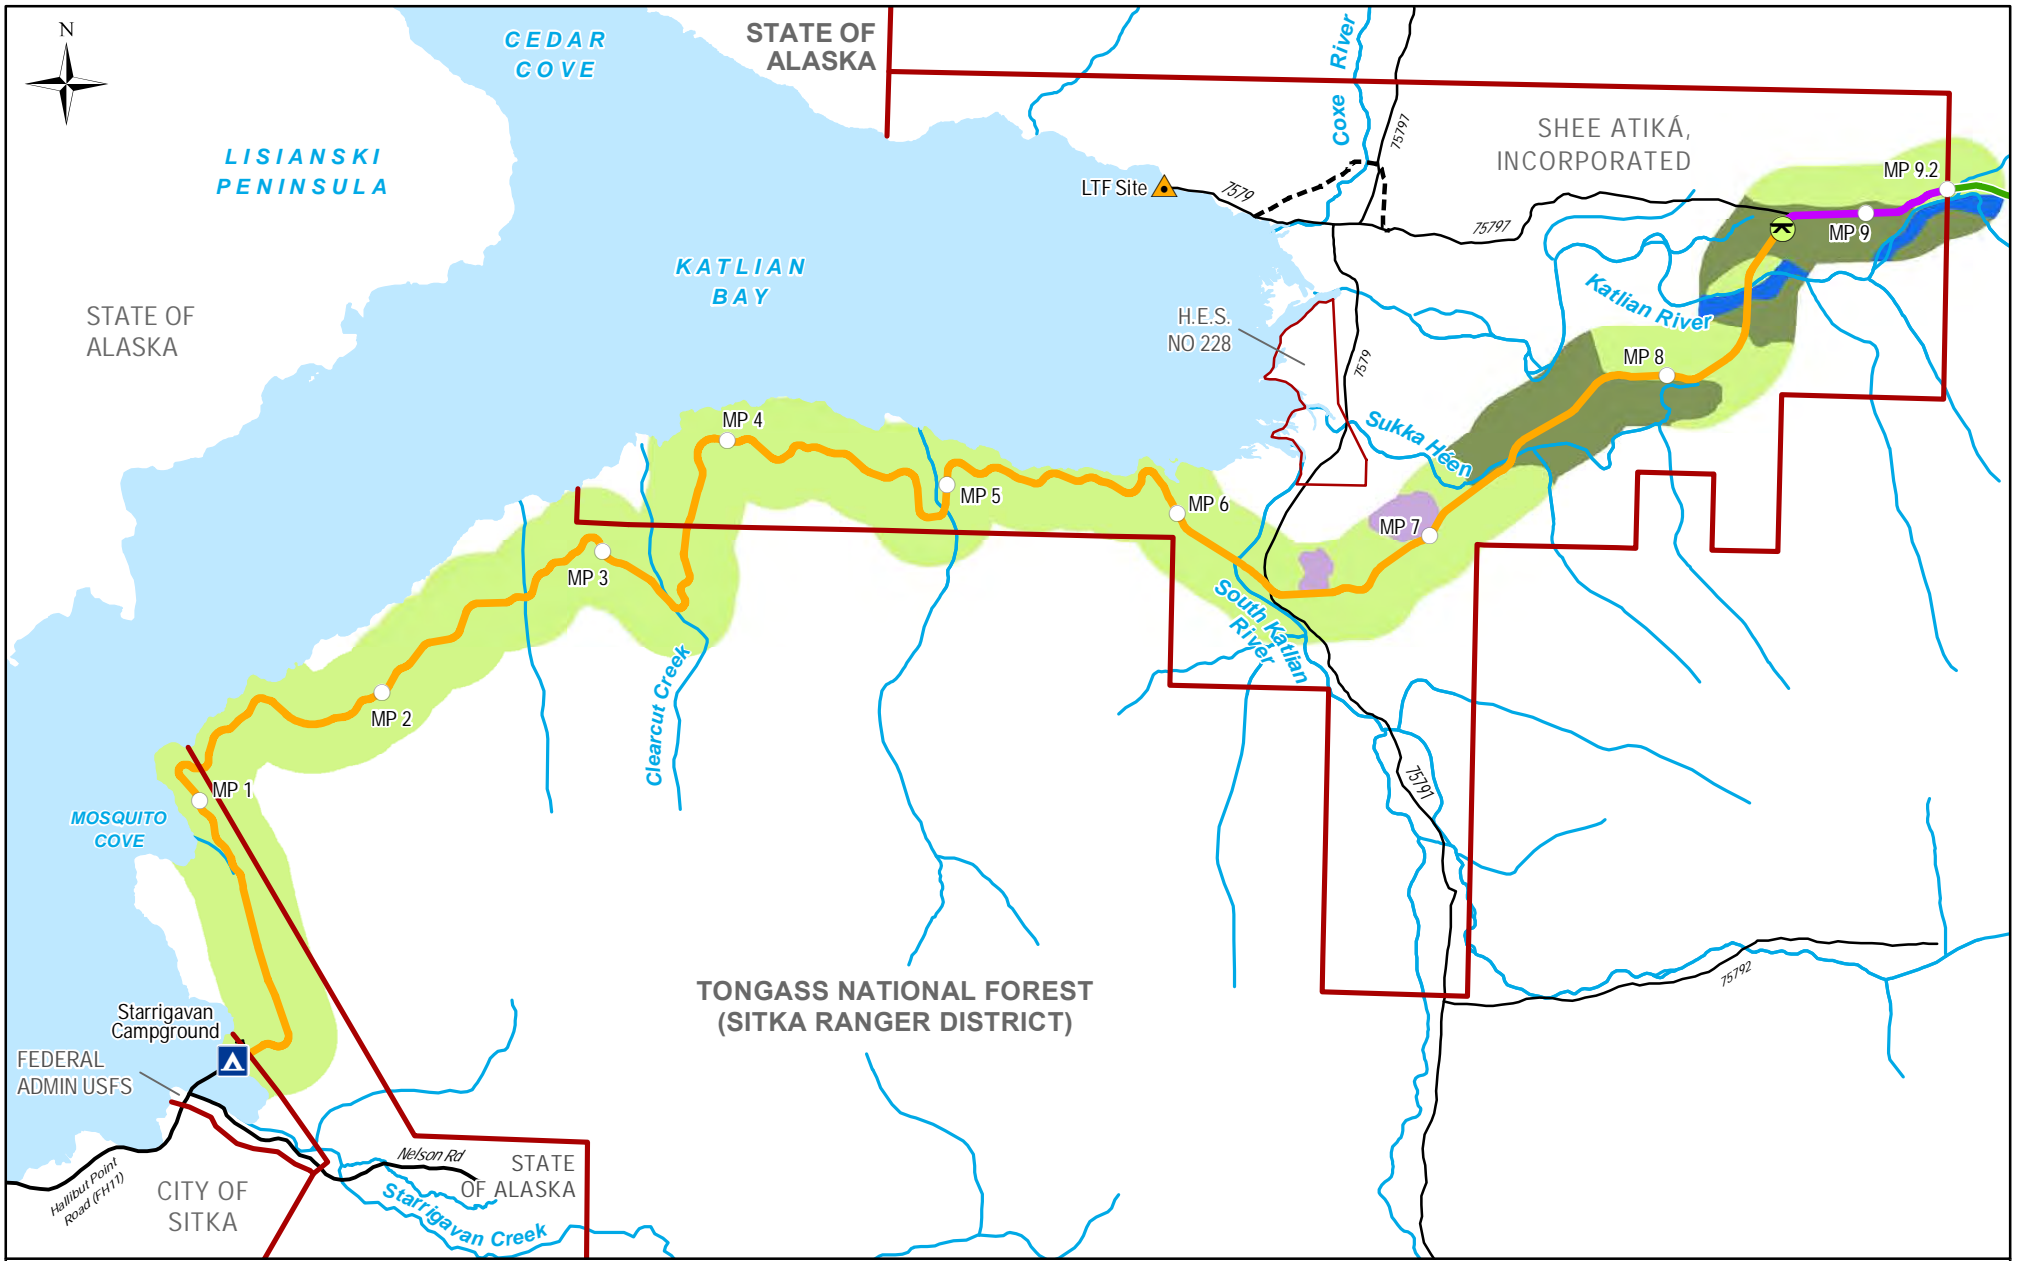 N
CEDAR
COVE
STATE OF
ALASKA
Coxe River
75797
LISIANSKI
PENINSULA
SHEE ATIKÁ,
INCORPORATED
MP 9.2
LTF Site
7579
75797
MP 9
KATLIAN
BAY
Katlian River
STATE OF
ALASKA
H.E.S.
NO 228
7579
MP 8
MP 4
Sukka Héen
MP 5
MP 6
MP 7
MP 3
South Katlian
River
MP 2
Clearcut Creek
MP 1
75791
MOSQUITO
COVE
75792
TONGASS NATIONAL FOREST
(SITKA RANGER DISTRICT)
Starrigavan
Campground
FEDERAL
ADMIN USFS
Nelson Rd
STATE
OF ALASKA
Halibut Point
Road (FH11)
CITY OF
SITKA
Starrigavan Creek